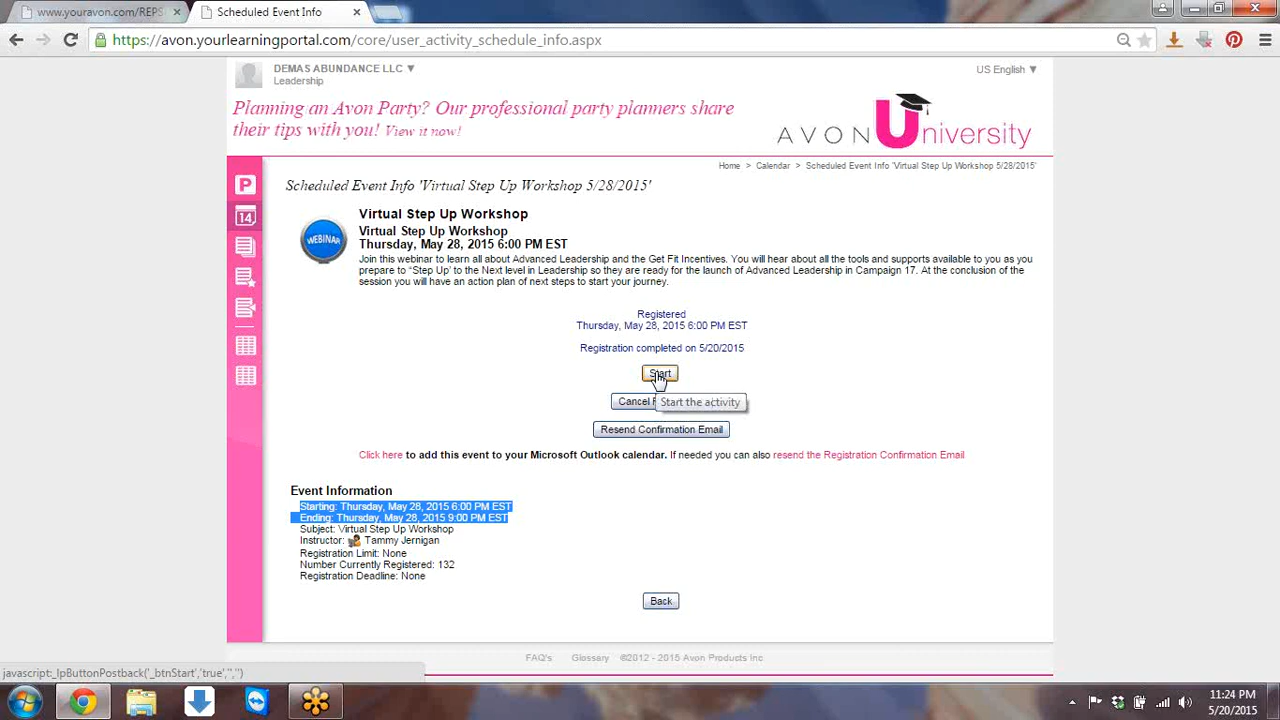 www.youravon.com/REPS
Scheduled Event Info
https://avon.yourlearningportal.com/core/user_activity_schedule_info.aspx
DEMAS ABUNDANCE LLC ▼
Leadership
US English ▼
Planning an Avon Party? Our professional party planners share
their tips with you! View it now!
AVON University
Home > Calendar > Scheduled Event Info 'Virtual Step Up Workshop 5/28/2015'
P
14
Scheduled Event Info 'Virtual Step Up Workshop 5/28/2015'
WEBINAR
Virtual Step Up Workshop
Virtual Step Up Workshop
Thursday, May 28, 2015 6:00 PM EST
Join this webinar to learn all about Advanced Leadership and the Get Fit Incentives. You will hear about all the tools and supports available to you as you
prepare to "Step Up' to the Next level in Leadership so they are ready for the launch of Advanced Leadership in Campaign 17. At the conclusion of the
session you will have an action plan of next steps to start your journey.
Registered
Thursday, May 28, 2015 6:00 PM EST
Registration completed on 5/20/2015
Start
Cancel
Start the activity
Resend Confirmation Email
Click here to add this event to your Microsoft Outlook calendar. If needed you can also resend the Registration Confirmation Email
Event Information
Starting: Thursday, May 28, 2015 6:00 PM EST
Ending: Thursday, May 28, 2015 9:00 PM EST
Subject: Virtual Step Up Workshop
Instructor: Tammy Jernigan
Registration Limit: None
Number Currently Registered: 132
Registration Deadline: None
Back
FAQ's Glossary ©2012 - 2015 Avon Products Inc
javascript:_lpButtonPostback('_btnStart','true','','')
11:24 PM
5/20/2015